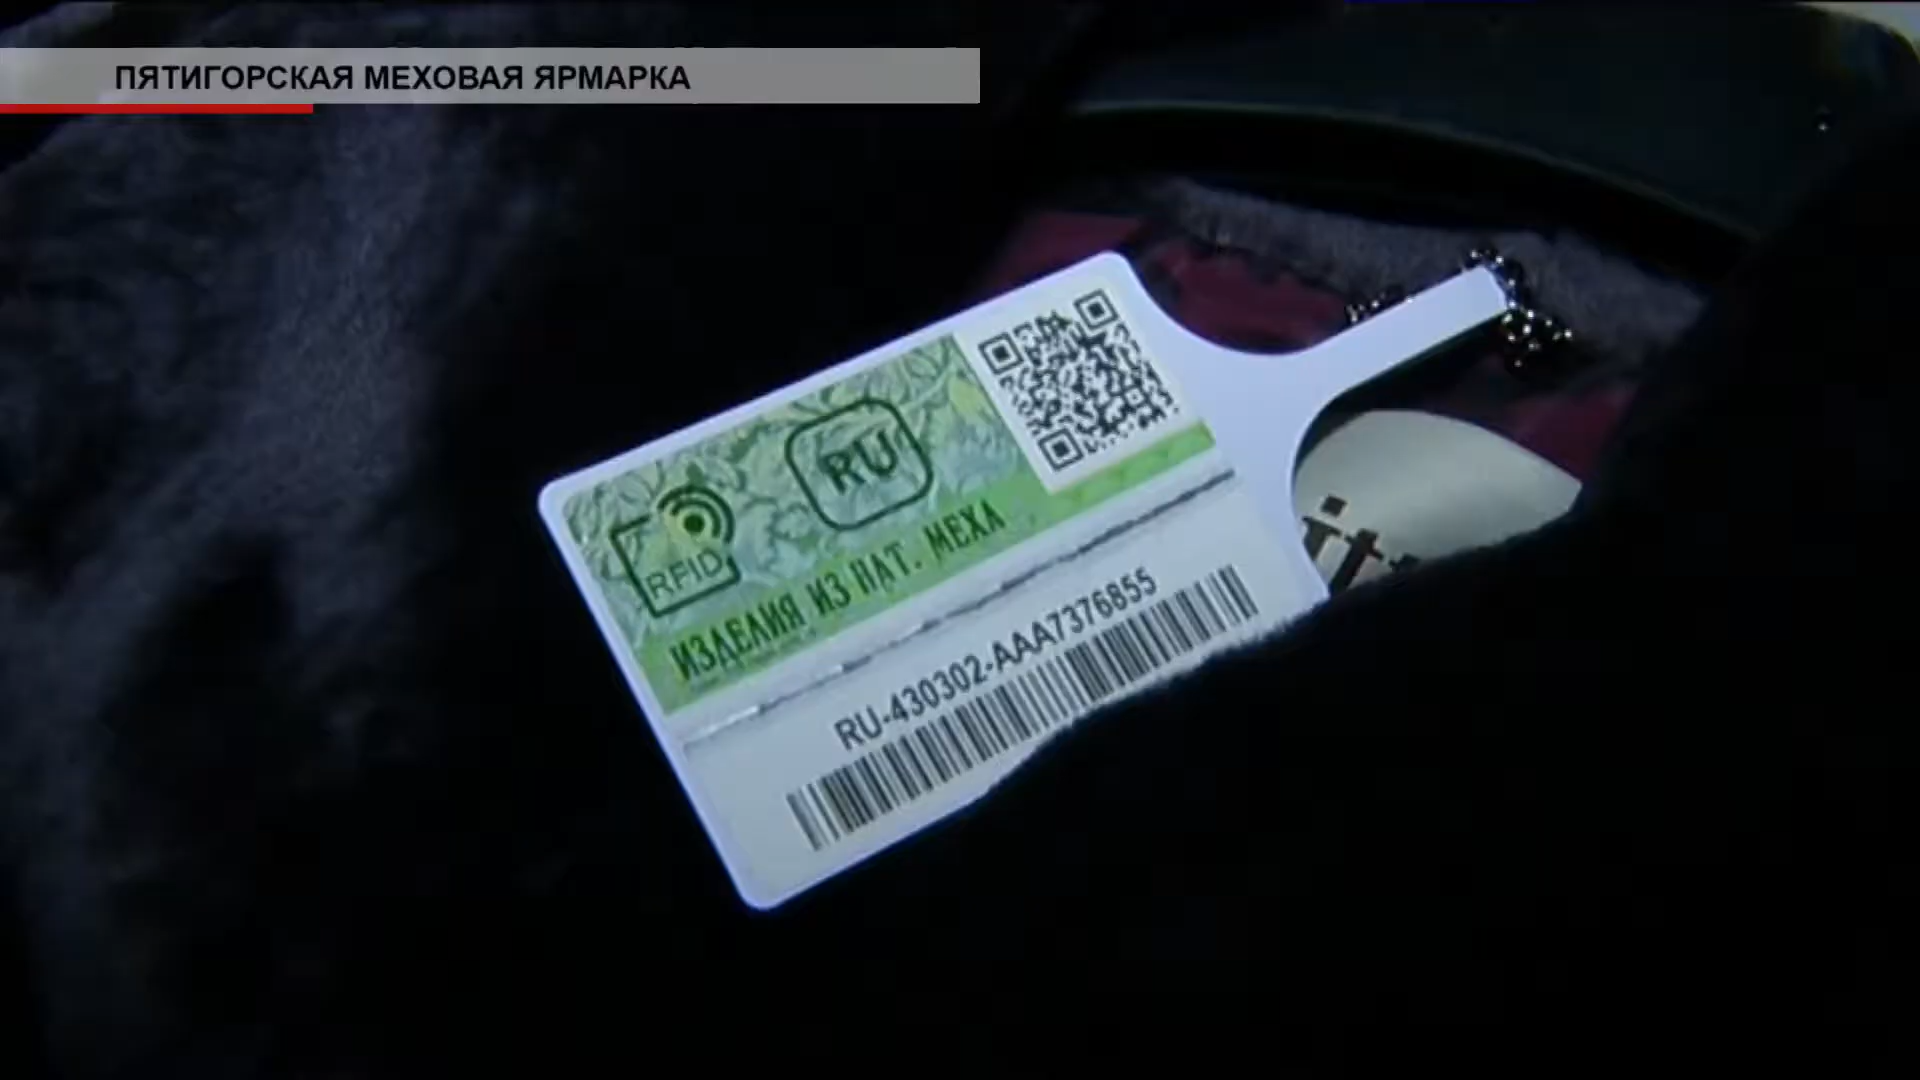 ПЯТИГОРСКАЯ МЕХОВАЯ ЯРМАРКА
RFID
RU
ИЗДЕЛИЯ ИЗ НАТ. МЕХА
RU-430302-AAA7376855